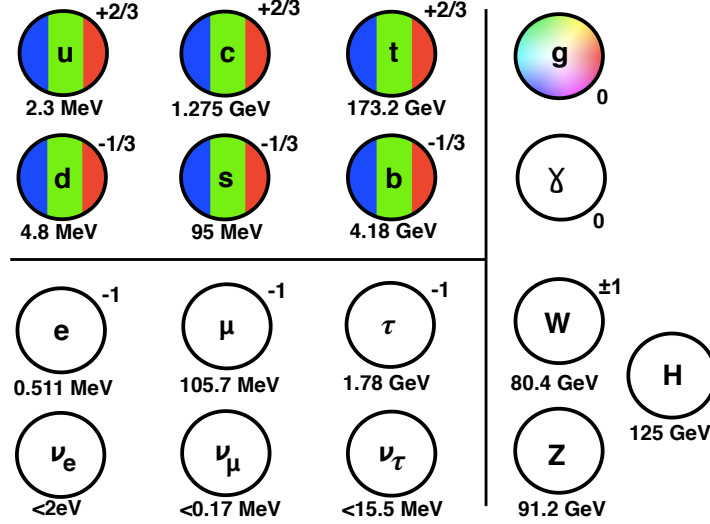 +2/3 +2/3 +2/3
u c t g
2.3 MeV 1.275 GeV 173.2 GeV 0
-1/3 -1/3 -1/3
d s b γ
4.8 MeV 95 MeV 4.18 GeV 0
-1 -1 -1 ±1
e μ τ W
0.511 MeV 105.7 MeV 1.78 GeV 80.4 GeV
H
125 GeV
νe νμ ντ Z
<2eV <0.17 MeV <15.5 MeV 91.2 GeV